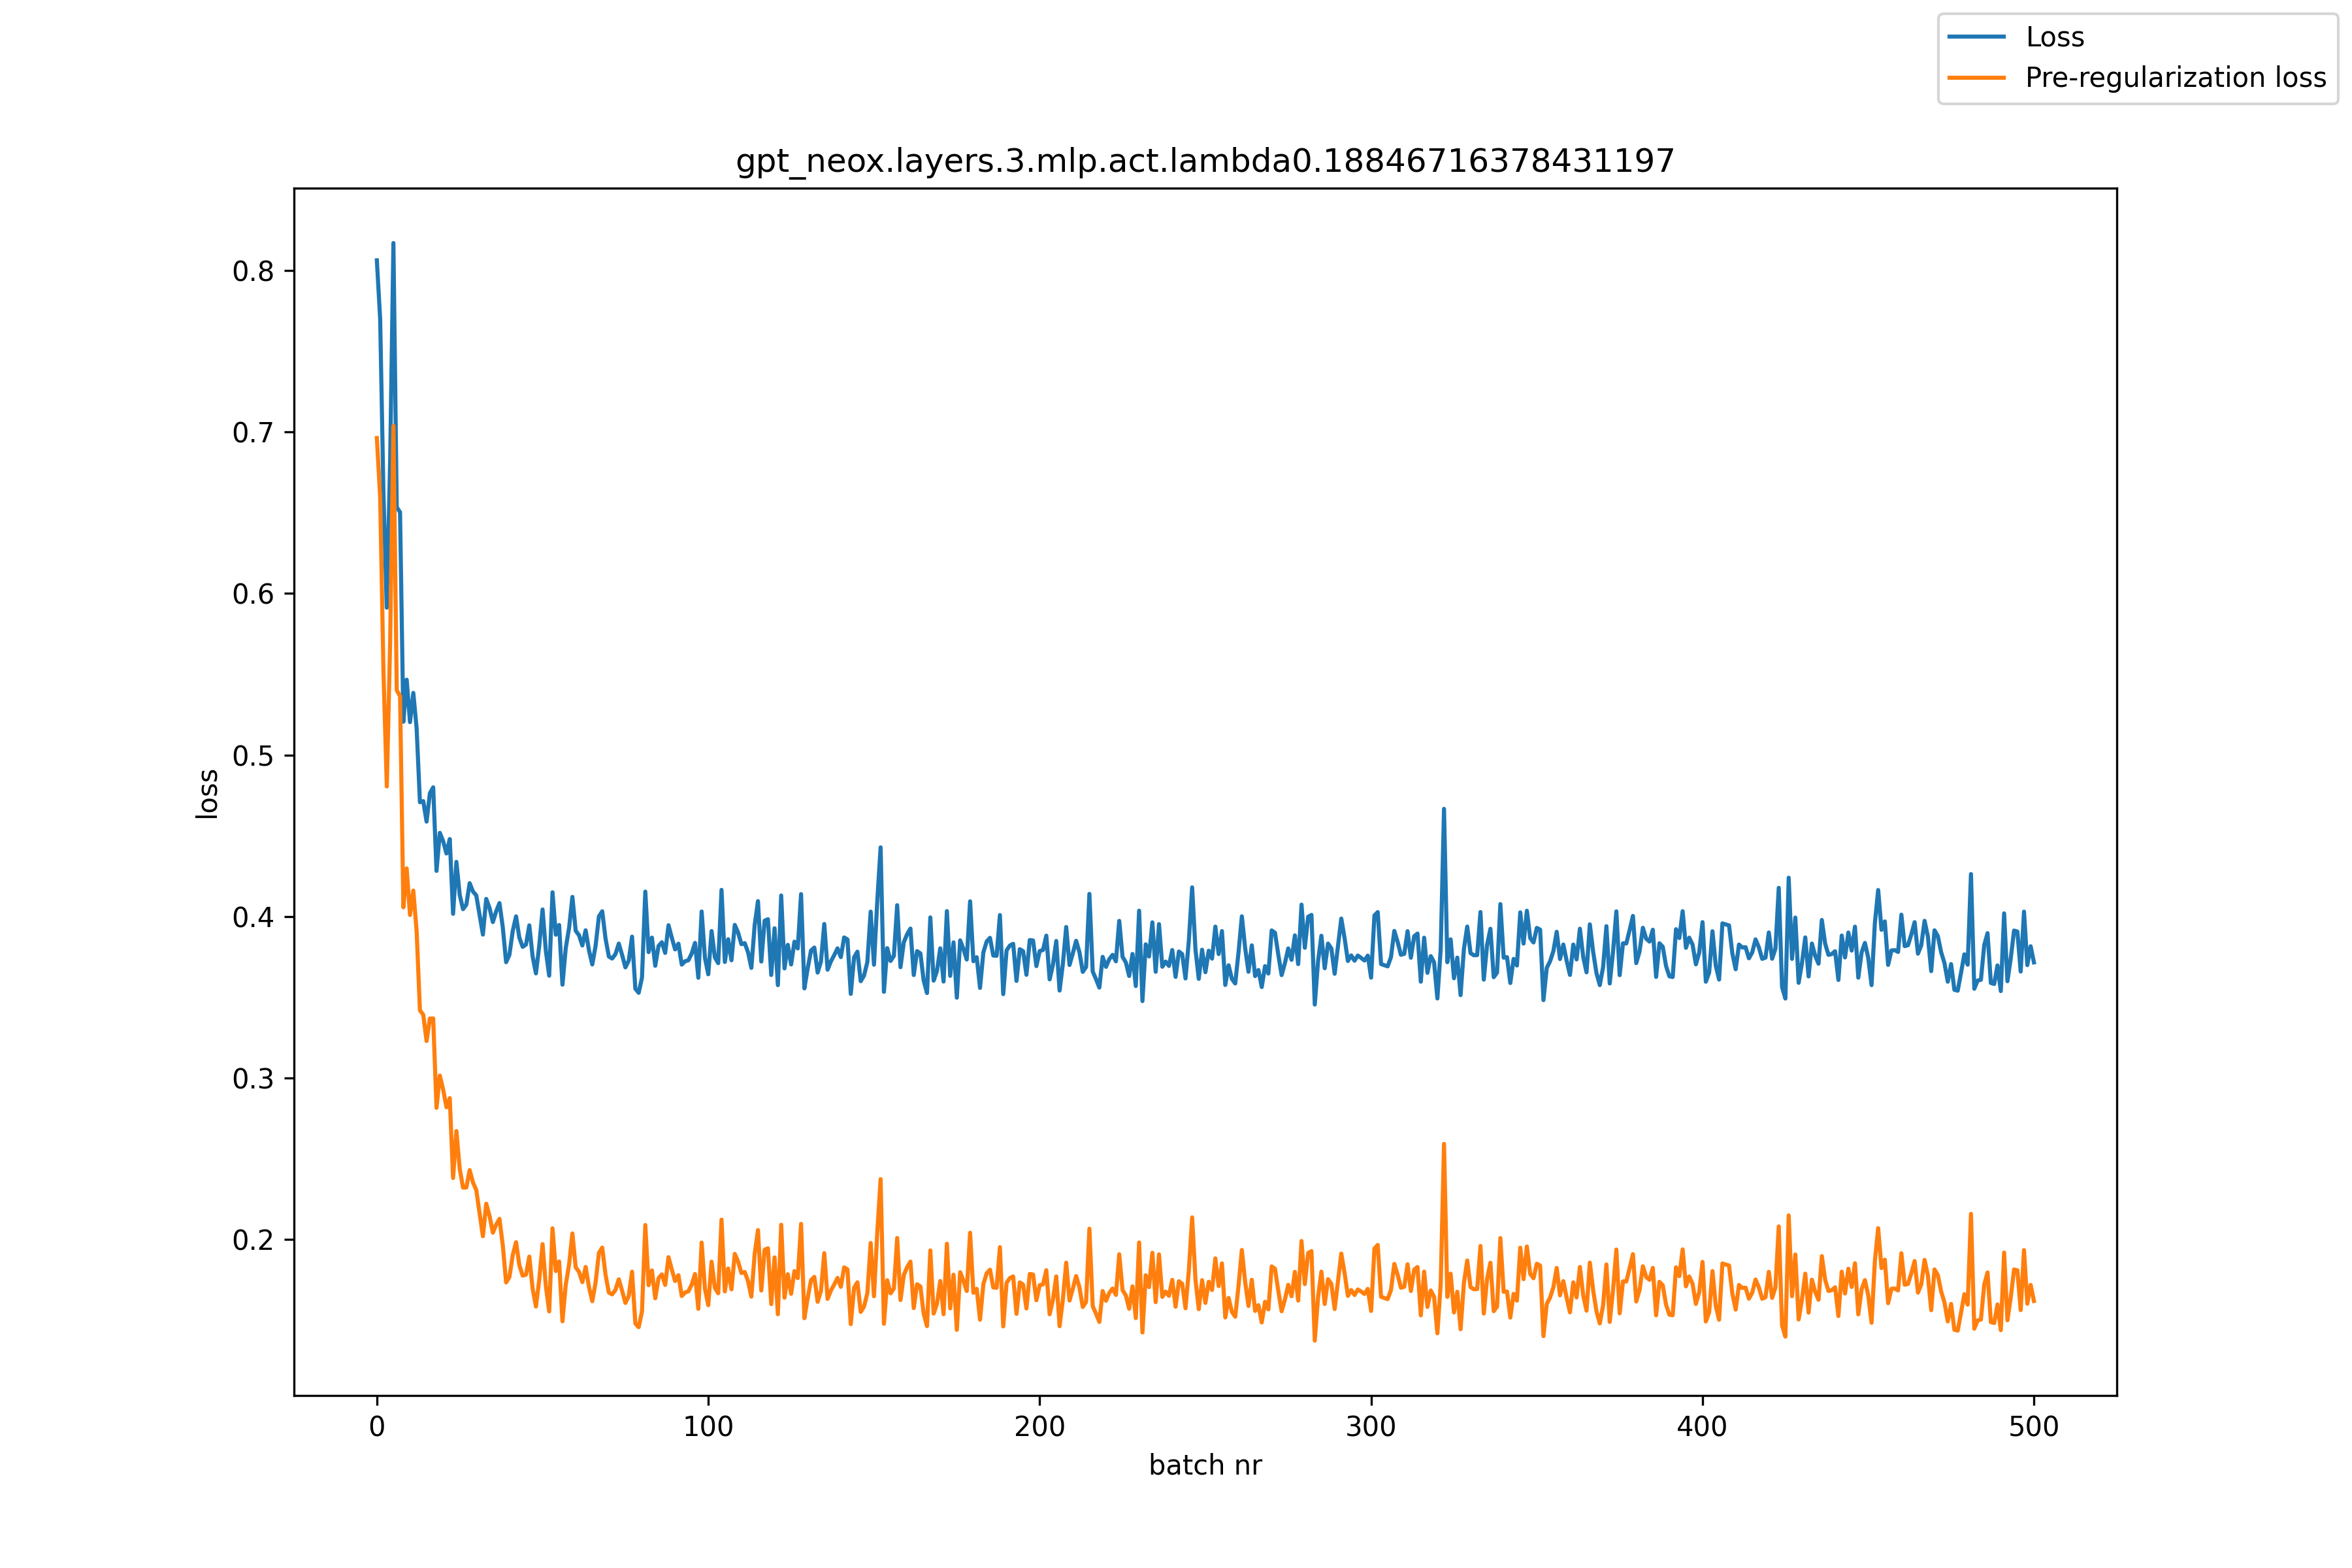 Loss
Pre-regularization loss
gpt_neox.layers.3.mlp.act.lambda0.18846716378431197
0.8
0.7
0.6
0.5
0.4
0.3
0.2
loss
0 100 200 300 400 500
batch nr